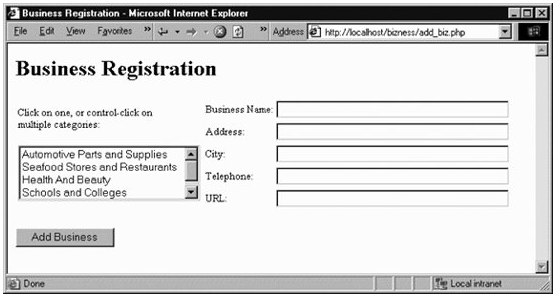 Business Registration - Microsoft Internet Explorer
File Edit View Favorites » » Address http://localhost/bizness/add_biz.php
Business Registration
Click on one, or control-click on
multiple categories:
Automotive Parts and Supplies
Seafood Stores and Restaurants
Health And Beauty
Schools and Colleges
Business Name:
Address:
City:
Telephone:
URL:
Add Business
Done Local intranet